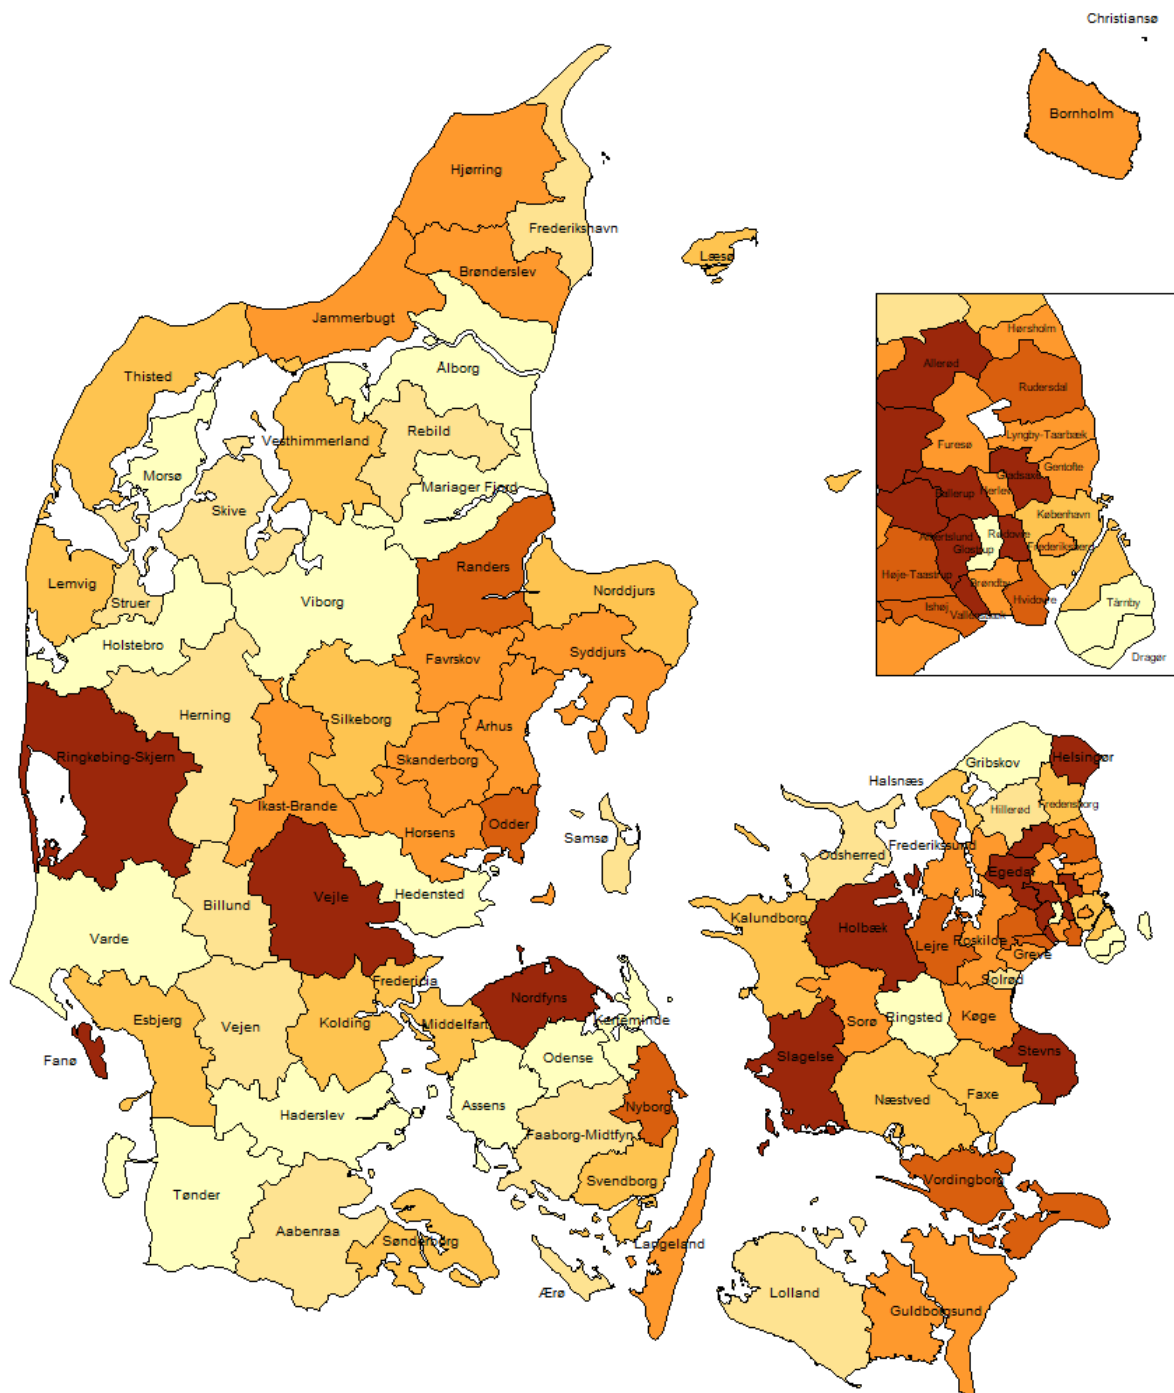 Christiansø
Bornholm
Hjørring
Frederikshavn
Læsø
Brønderslev
Jammerbugt
Hørsholm
Allerød
Thisted
Ålborg
Rudersdal
Rebild
Vesthimmerland
Lyngby-Taarbæk
Furesø
Gentofte
Morsø
Gladsaxe
Mariager Fjord
Ballerup
Herlev
Skive
København
Albertslund
Rødovre
Frederiksberg
Glostrup
Randers
Høje-Taastrup
Lemvig
Norddjurs
Brøndby
Struer
Viborg
Hvidovre
Tårnby
Ishøj
Vallensbæk
Holstebro
Favrskov
Syddjurs
Dragør
Herning
Silkeborg
Århus
Ringkøbing-Skjern
Skanderborg
Helsingør
Gribskov
Halsnæs
Ikast-Brande
Hillerød
Fredensborg
Odder
Horsens
Samsø
Frederikssund
Odsherred
Egedal
Vejle
Hedensted
Billund
Kalundborg
Holbæk
Varde
Lejre
Roskilde
Greve
Fredericia
Solrød
Nordfyns
Esbjerg
Kolding
Middelfart
Kerteminde
Sorø
Ringsted
Køge
Vejen
Slagelse
Stevns
Odense
Fanø
Næstved
Faxe
Assens
Nyborg
Haderslev
Faaborg-Midtfyn
Svendborg
Vordingborg
Tønder
Aabenraa
Sønderborg
Langeland
Ærø
Lolland
Guldborgsund